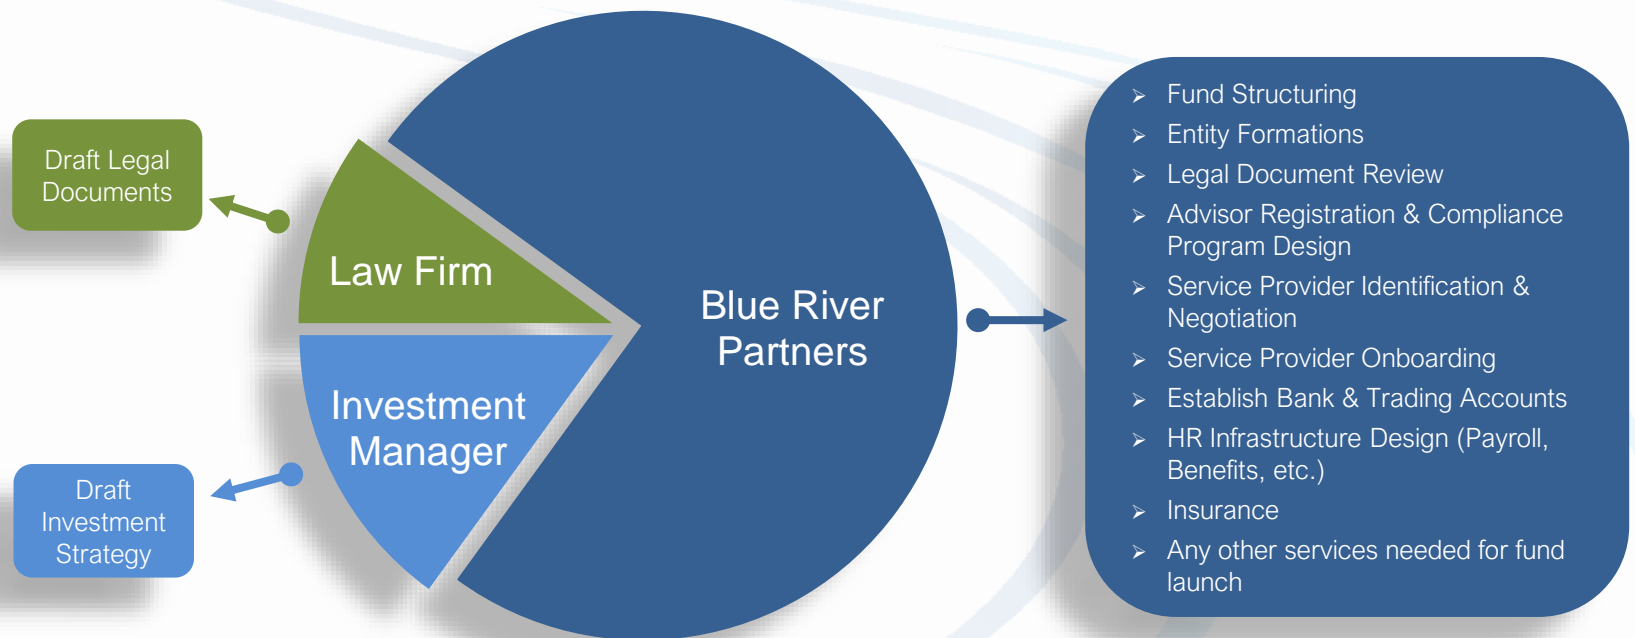 Draft Legal
Documents
Law Firm
Investment
Manager
Draft
Investment
Strategy
Blue River
Partners
➢ Fund Structuring
➢ Entity Formations
➢ Legal Document Review
➢ Advisor Registration & Compliance
Program Design
➢ Service Provider Identification &
Negotiation
➢ Service Provider Onboarding
➢ Establish Bank & Trading Accounts
➢ HR Infrastructure Design (Payroll,
Benefits, etc.)
➢ Insurance
➢ Any other services needed for fund
launch